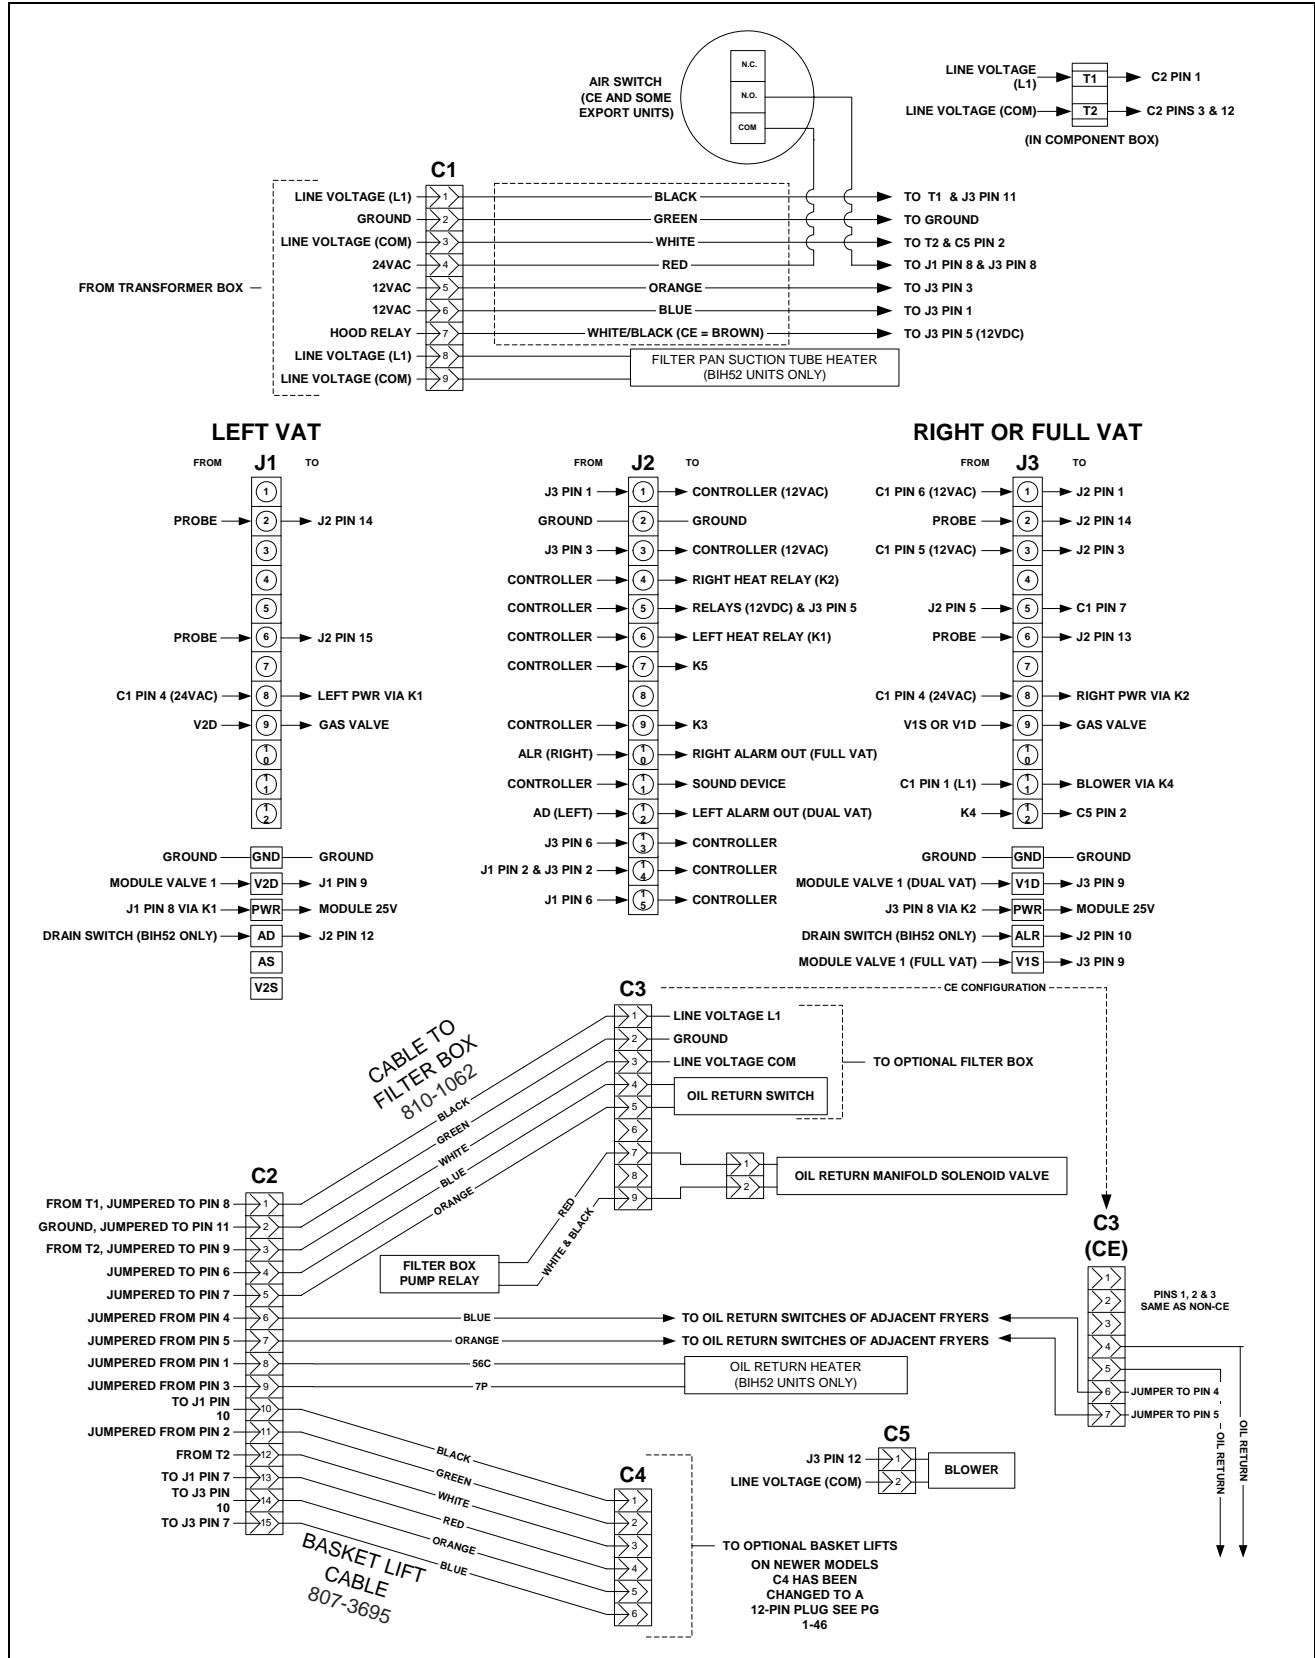 AIR SWITCH
(CE AND SOME
EXPORT UNITS)
N.C.
N.O.
COM
LINE VOLTAGE
(L1)
T1
C2 PIN 1
LINE VOLTAGE (COM)
T2
C2 PINS 3 & 12
(IN COMPONENT BOX)
C1
FROM TRANSFORMER BOX
LINE VOLTAGE (L1) 1 BLACK TO T1 & J3 PIN 11
GROUND 2 GREEN TO GROUND
LINE VOLTAGE (COM) 3 WHITE TO T2 & C5 PIN 2
24VAC 4 RED TO J1 PIN 8 & J3 PIN 8
12VAC 5 ORANGE TO J3 PIN 3
12VAC 6 BLUE TO J3 PIN 1
HOOD RELAY 7 WHITE/BLACK (CE = BROWN) TO J3 PIN 5 (12VDC)
LINE VOLTAGE (L1) 8
LINE VOLTAGE (COM) 9
FILTER PAN SUCTION TUBE HEATER
(BIH52 UNITS ONLY)
LEFT VAT
FROM J1 TO
1
PROBE 2 J2 PIN 14
3
4
5
PROBE 6 J2 PIN 15
7
C1 PIN 4 (24VAC) 8 LEFT PWR VIA K1
V2D 9 GAS VALVE
10
11
12
GROUND GND GROUND
MODULE VALVE 1 V2D J1 PIN 9
J1 PIN 8 VIA K1 PWR MODULE 25V
DRAIN SWITCH (BIH52 ONLY) AD J2 PIN 12
AS
V2S
FROM J2 TO
J3 PIN 1 1 CONTROLLER (12VAC)
GROUND 2 GROUND
J3 PIN 3 3 CONTROLLER (12VAC)
CONTROLLER 4 RIGHT HEAT RELAY (K2)
CONTROLLER 5 RELAYS (12VDC) & J3 PIN 5
CONTROLLER 6 LEFT HEAT RELAY (K1)
CONTROLLER 7 K5
8
CONTROLLER 9 K3
ALR (RIGHT) 10 RIGHT ALARM OUT (FULL VAT)
CONTROLLER 11 SOUND DEVICE
AD (LEFT) 12 LEFT ALARM OUT (DUAL VAT)
J3 PIN 6 13 CONTROLLER
J1 PIN 2 & J3 PIN 2 14 CONTROLLER
J1 PIN 6 15 CONTROLLER
RIGHT OR FULL VAT
FROM J3 TO
C1 PIN 6 (12VAC) 1 J2 PIN 1
PROBE 2 J2 PIN 14
C1 PIN 5 (12VAC) 3 J2 PIN 3
4
J2 PIN 5 5 C1 PIN 7
PROBE 6 J2 PIN 13
7
C1 PIN 4 (24VAC) 8 RIGHT PWR VIA K2
V1S OR V1D 9 GAS VALVE
10
C1 PIN 1 (L1) 11 BLOWER VIA K4
K4 12 C5 PIN 2
GROUND GND GROUND
MODULE VALVE 1 (DUAL VAT) V1D J3 PIN 9
J3 PIN 8 VIA K2 PWR MODULE 25V
DRAIN SWITCH (BIH52 ONLY) ALR J2 PIN 10
MODULE VALVE 1 (FULL VAT) V1S J3 PIN 9
CE CONFIGURATION
C3
1 LINE VOLTAGE L1
2 GROUND
3 LINE VOLTAGE COM
4
5
OIL RETURN SWITCH
6
7
8
9
TO OPTIONAL FILTER BOX
1
2
OIL RETURN MANIFOLD SOLENOID VALVE
CABLE TO
FILTER BOX
810-1062
BLACK
GREEN
WHITE
BLUE
ORANGE
RED
WHITE & BLACK
FILTER BOX
PUMP RELAY
C2
FROM T1, JUMPERED TO PIN 8 1
GROUND, JUMPERED TO PIN 11 2
FROM T2, JUMPERED TO PIN 9 3
JUMPERED TO PIN 6 4
JUMPERED TO PIN 7 5
JUMPERED FROM PIN 4 6 BLUE TO OIL RETURN SWITCHES OF ADJACENT FRYERS
JUMPERED FROM PIN 5 7 ORANGE TO OIL RETURN SWITCHES OF ADJACENT FRYERS
JUMPERED FROM PIN 1 8 56C
JUMPERED FROM PIN 3 9 7P
OIL RETURN HEATER
(BIH52 UNITS ONLY)
TO J1 PIN
10
10
JUMPERED FROM PIN 2 11
FROM T2 12
TO J1 PIN 7 13
TO J3 PIN
10
14
TO J3 PIN 7 15
BLACK
GREEN
WHITE
RED
ORANGE
BLUE
BASKET LIFT
CABLE
807-3695
C4
1
2
3
4
5
6
TO OPTIONAL BASKET LIFTS
ON NEWER MODELS
C4 HAS BEEN
CHANGED TO A
12-PIN PLUG SEE PG
1-46
C5
J3 PIN 12 1
LINE VOLTAGE (COM) 2
BLOWER
C3
(CE)
1
2
3
4
5
6 JUMPER TO PIN 4
7 JUMPER TO PIN 5
PINS 1, 2 & 3
SAME AS NON-CE
OIL RETURN
OIL RETURN